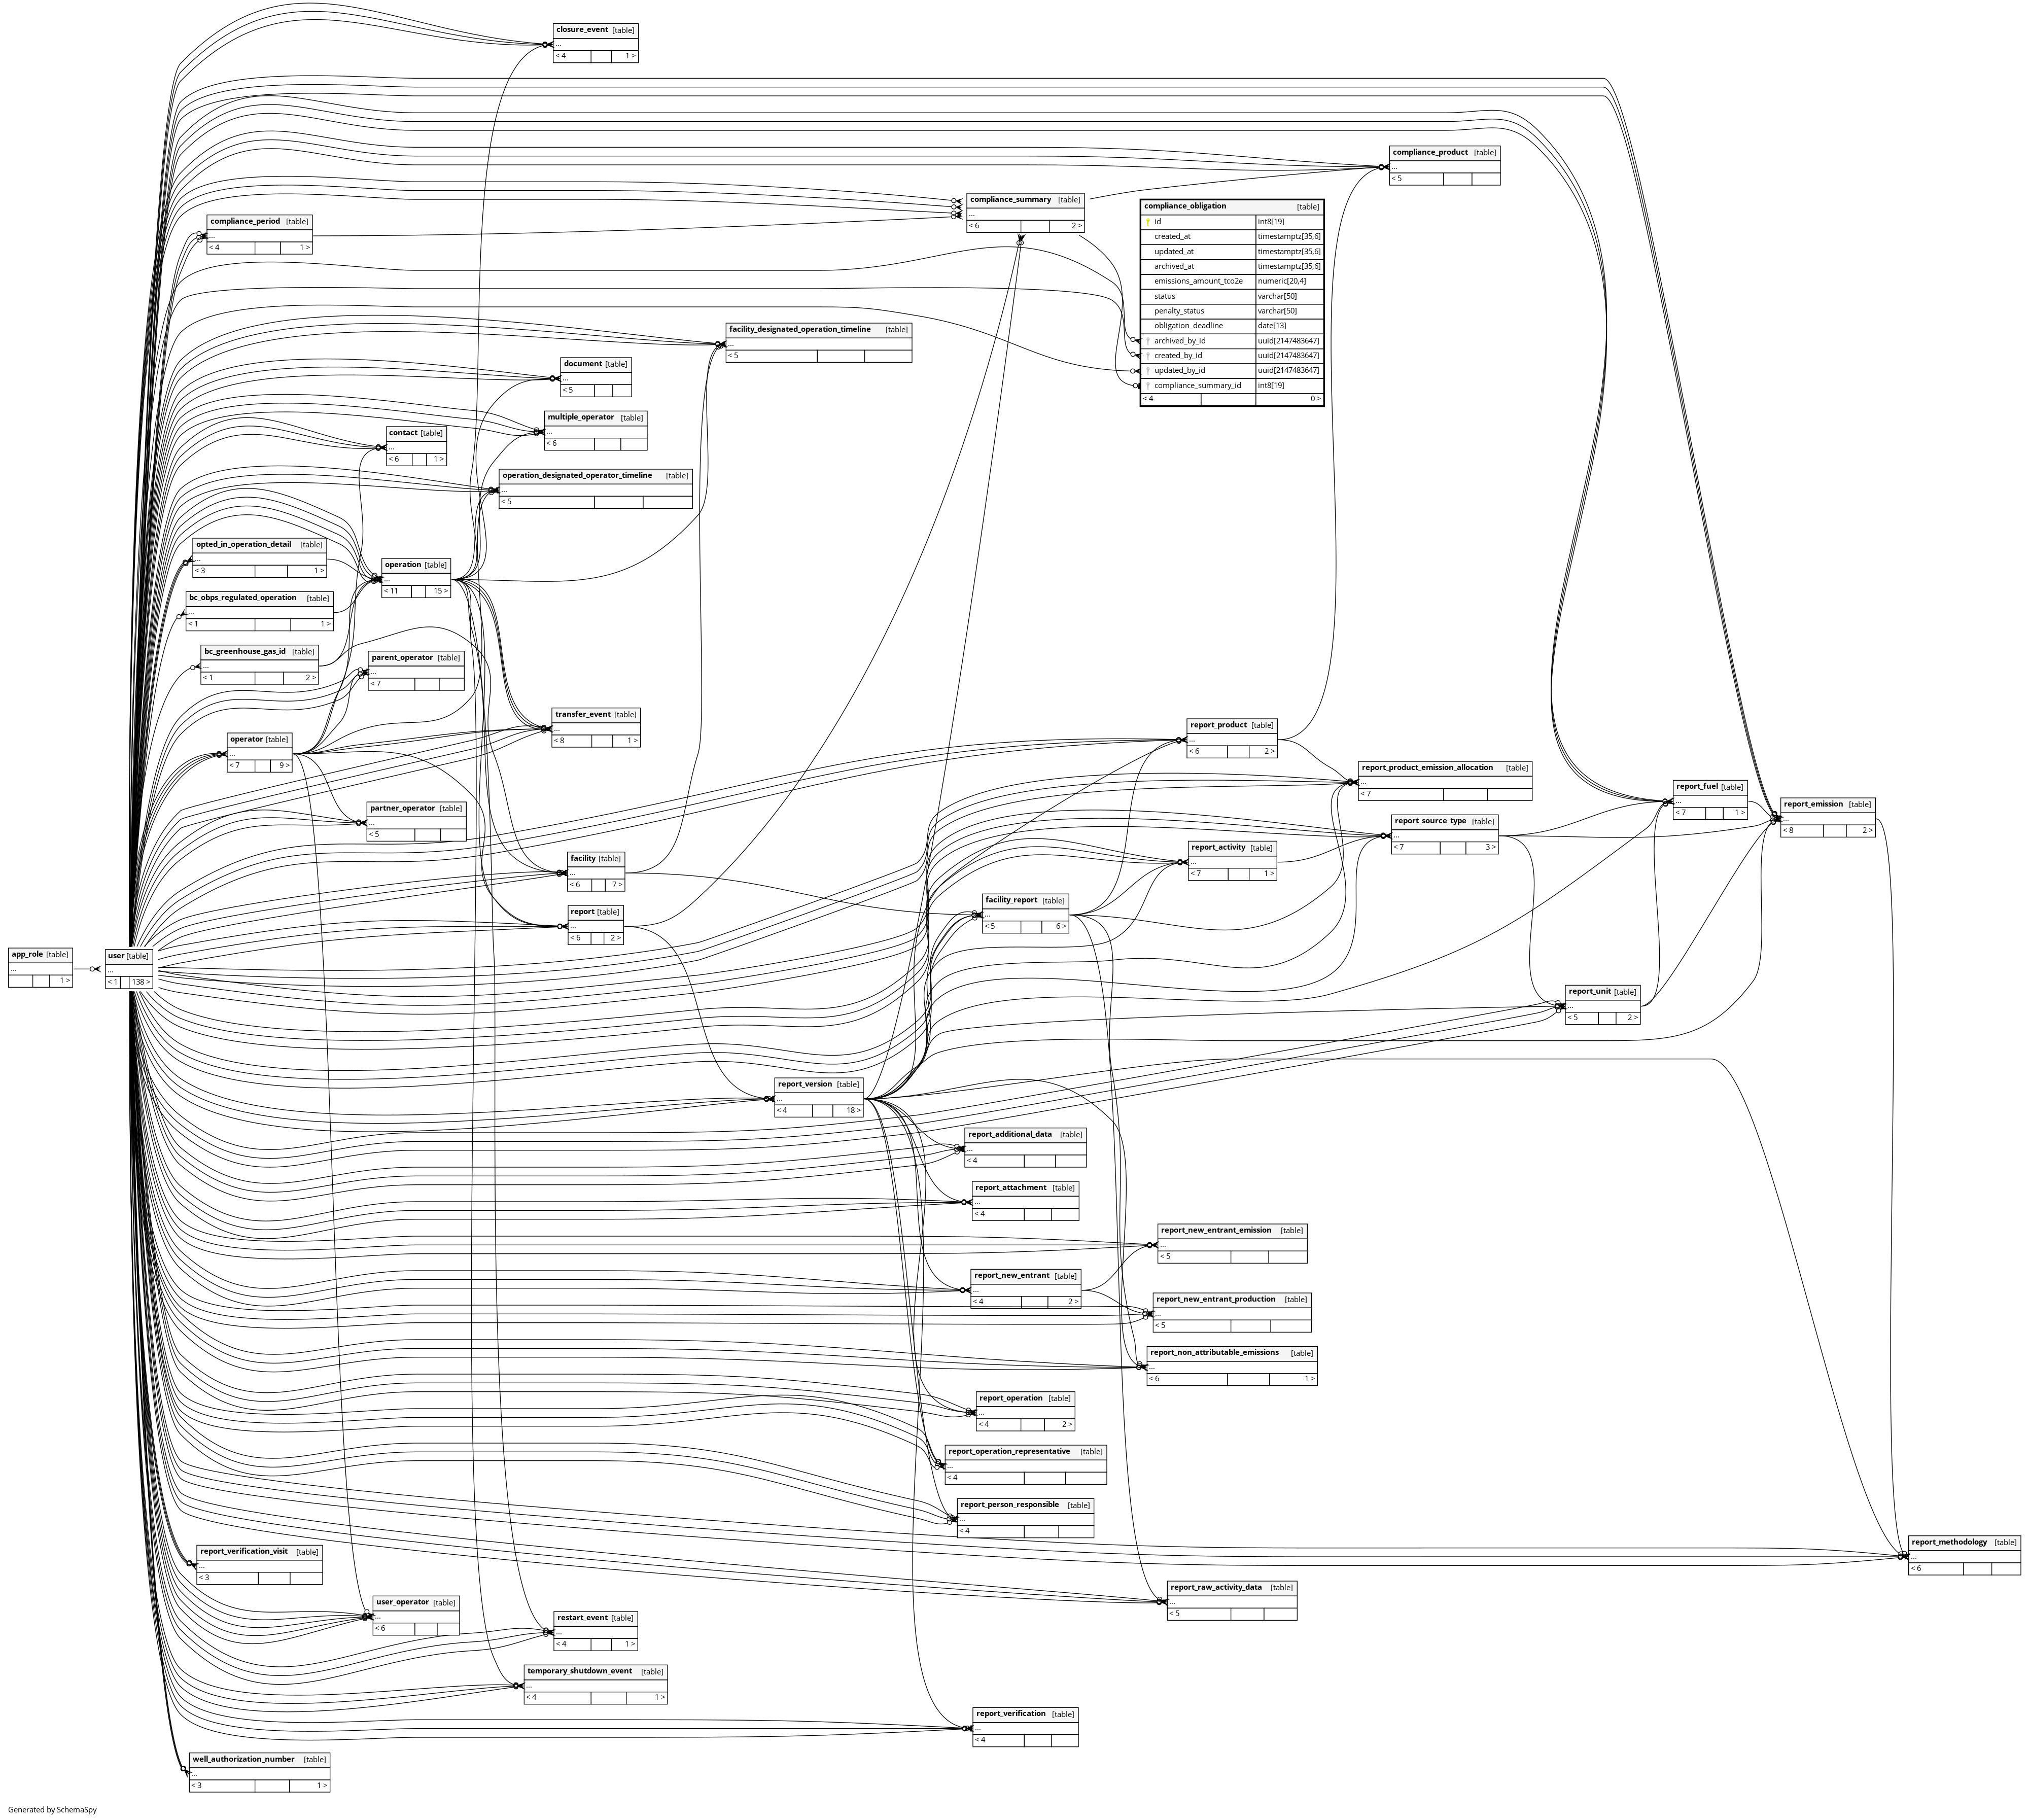 closure_event [table]
...
< 4 1 >
compliance_product [table]
...
< 5
compliance_summary [table]
...
< 6 2 >
compliance_obligation [table]
id int8[19]
created_at timestamptz[35,6]
updated_at timestamptz[35,6]
archived_at timestamptz[35,6]
emissions_amount_tco2e numeric[20,4]
status varchar[50]
penalty_status varchar[50]
obligation_deadline date[13]
archived_by_id uuid[2147483647]
created_by_id uuid[2147483647]
updated_by_id uuid[2147483647]
compliance_summary_id int8[19]
< 4 0 >
compliance_period [table]
...
< 4 1 >
facility_designated_operation_timeline [table]
...
< 5
document [table]
...
< 5
multiple_operator [table]
...
< 6
contact [table]
...
< 6 1 >
operation_designated_operator_timeline [table]
...
< 5
opted_in_operation_detail [table]
...
< 3 1 >
operation [table]
...
< 11 15 >
bc_obps_regulated_operation [table]
...
< 1 1 >
bc_greenhouse_gas_id [table]
...
< 1 2 >
parent_operator [table]
...
< 7
transfer_event [table]
...
< 8 1 >
operator [table]
...
< 7 9 >
report_product [table]
...
< 6 2 >
report_product_emission_allocation [table]
...
< 7
report_fuel [table]
...
< 7 1 >
report_emission [table]
...
< 8 2 >
partner_operator [table]
...
< 5
report_source_type [table]
...
< 7 3 >
report_activity [table]
...
< 7 1 >
facility [table]
...
< 6 7 >
facility_report [table]
...
< 5 6 >
report [table]
...
< 6 2 >
app_role [table]
...
1 >
user [table]
...
< 1 138 >
report_unit [table]
...
< 5 2 >
report_version [table]
...
< 4 18 >
report_additional_data [table]
...
< 4
report_attachment [table]
...
< 4
report_new_entrant_emission [table]
...
< 5
report_new_entrant [table]
...
< 4 2 >
report_new_entrant_production [table]
...
< 5
report_non_attributable_emissions [table]
...
< 6 1 >
report_operation [table]
...
< 4 2 >
report_operation_representative [table]
...
< 4
report_person_responsible [table]
...
< 4
report_methodology [table]
...
< 6
report_verification_visit [table]
...
< 3
report_raw_activity_data [table]
...
< 5
user_operator [table]
...
< 6
restart_event [table]
...
< 4 1 >
temporary_shutdown_event [table]
...
< 4 1 >
report_verification [table]
...
< 4
well_authorization_number [table]
...
< 3 1 >
Generated by SchemaSpy